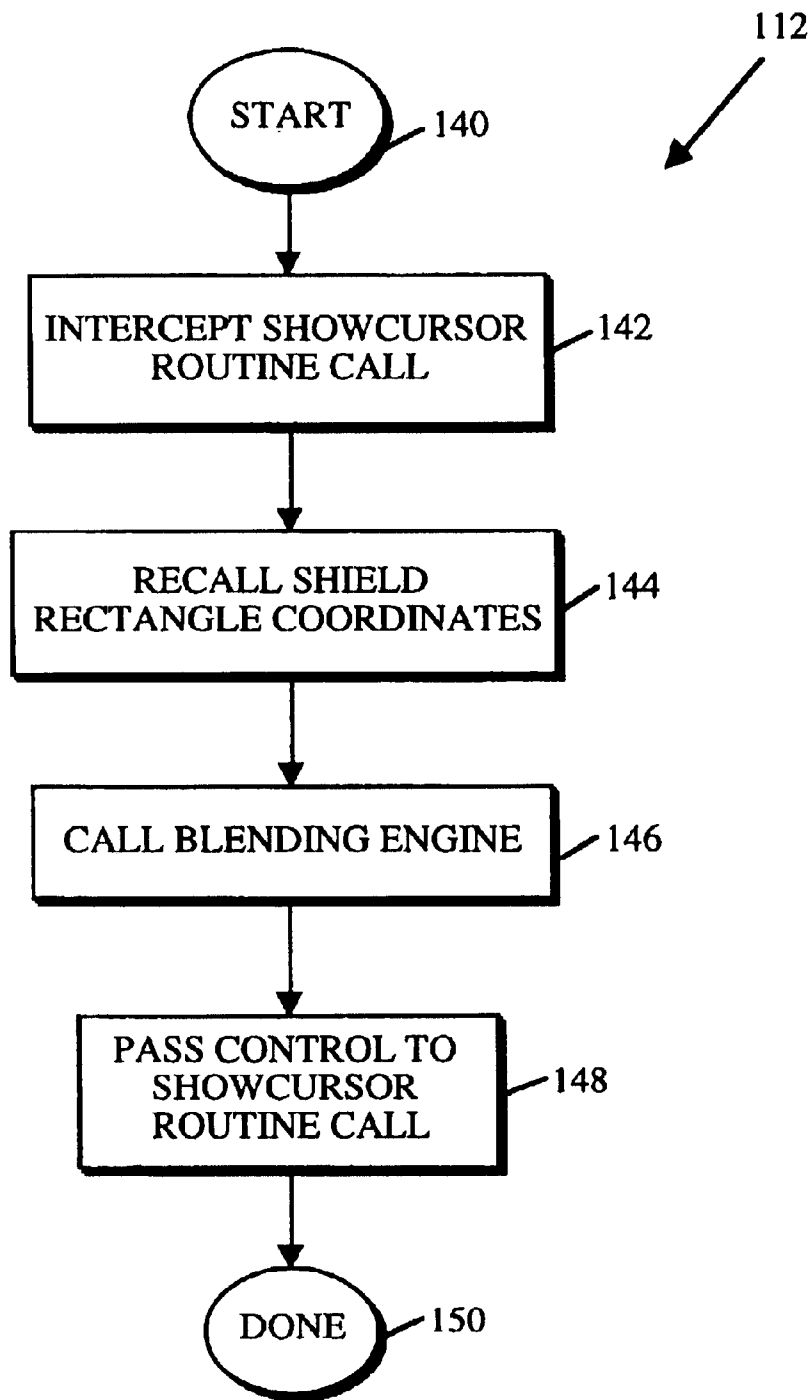 112
START
140
INTERCEPT SHOWCURSOR
ROUTINE CALL
142
RECALL SHIELD
RECTANGLE COORDINATES
144
CALL BLENDING ENGINE
146
PASS CONTROL TO
SHOWCURSOR
ROUTINE CALL
148
DONE
150